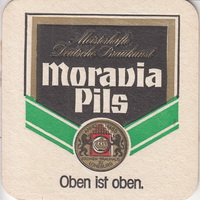 Meisterhafte
Deutsche Braukunst
Moravia
Pils
Oben ist oben.